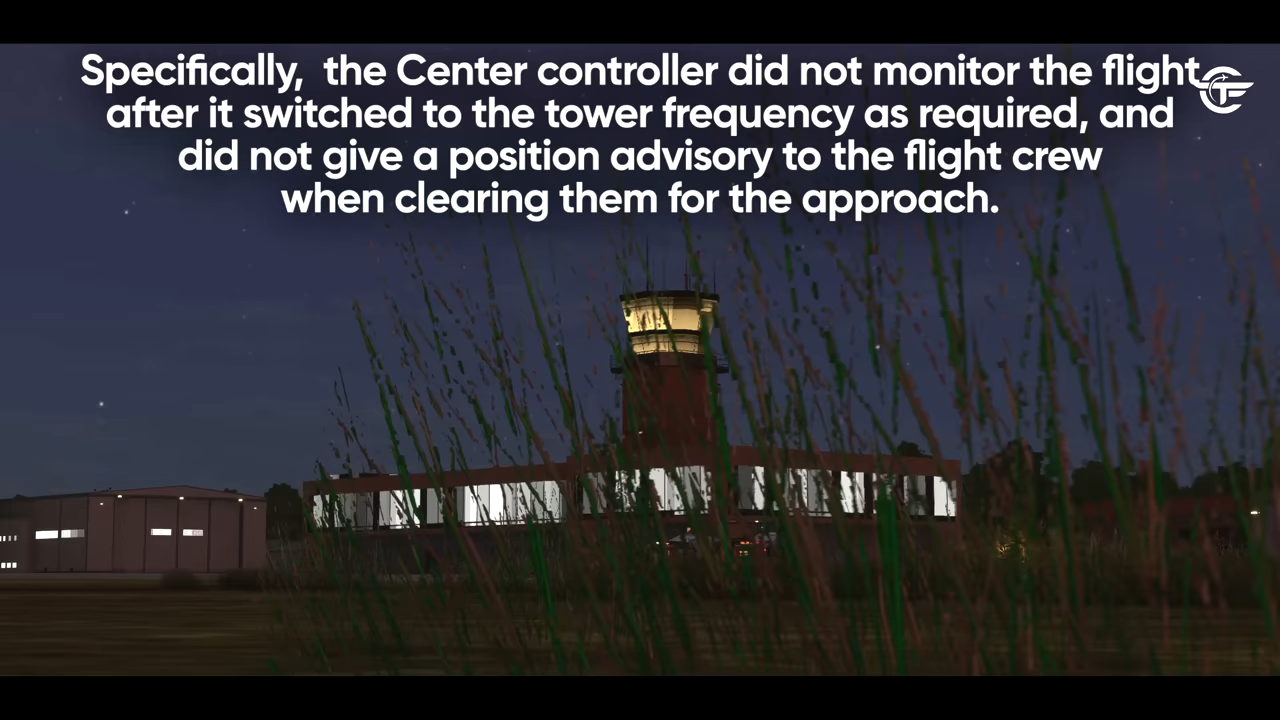 Specifically,  the Center controller did not monitor the flight
after it switched to the tower frequency as required, and
did not give a position advisory to the flight crew
when clearing them for the approach.